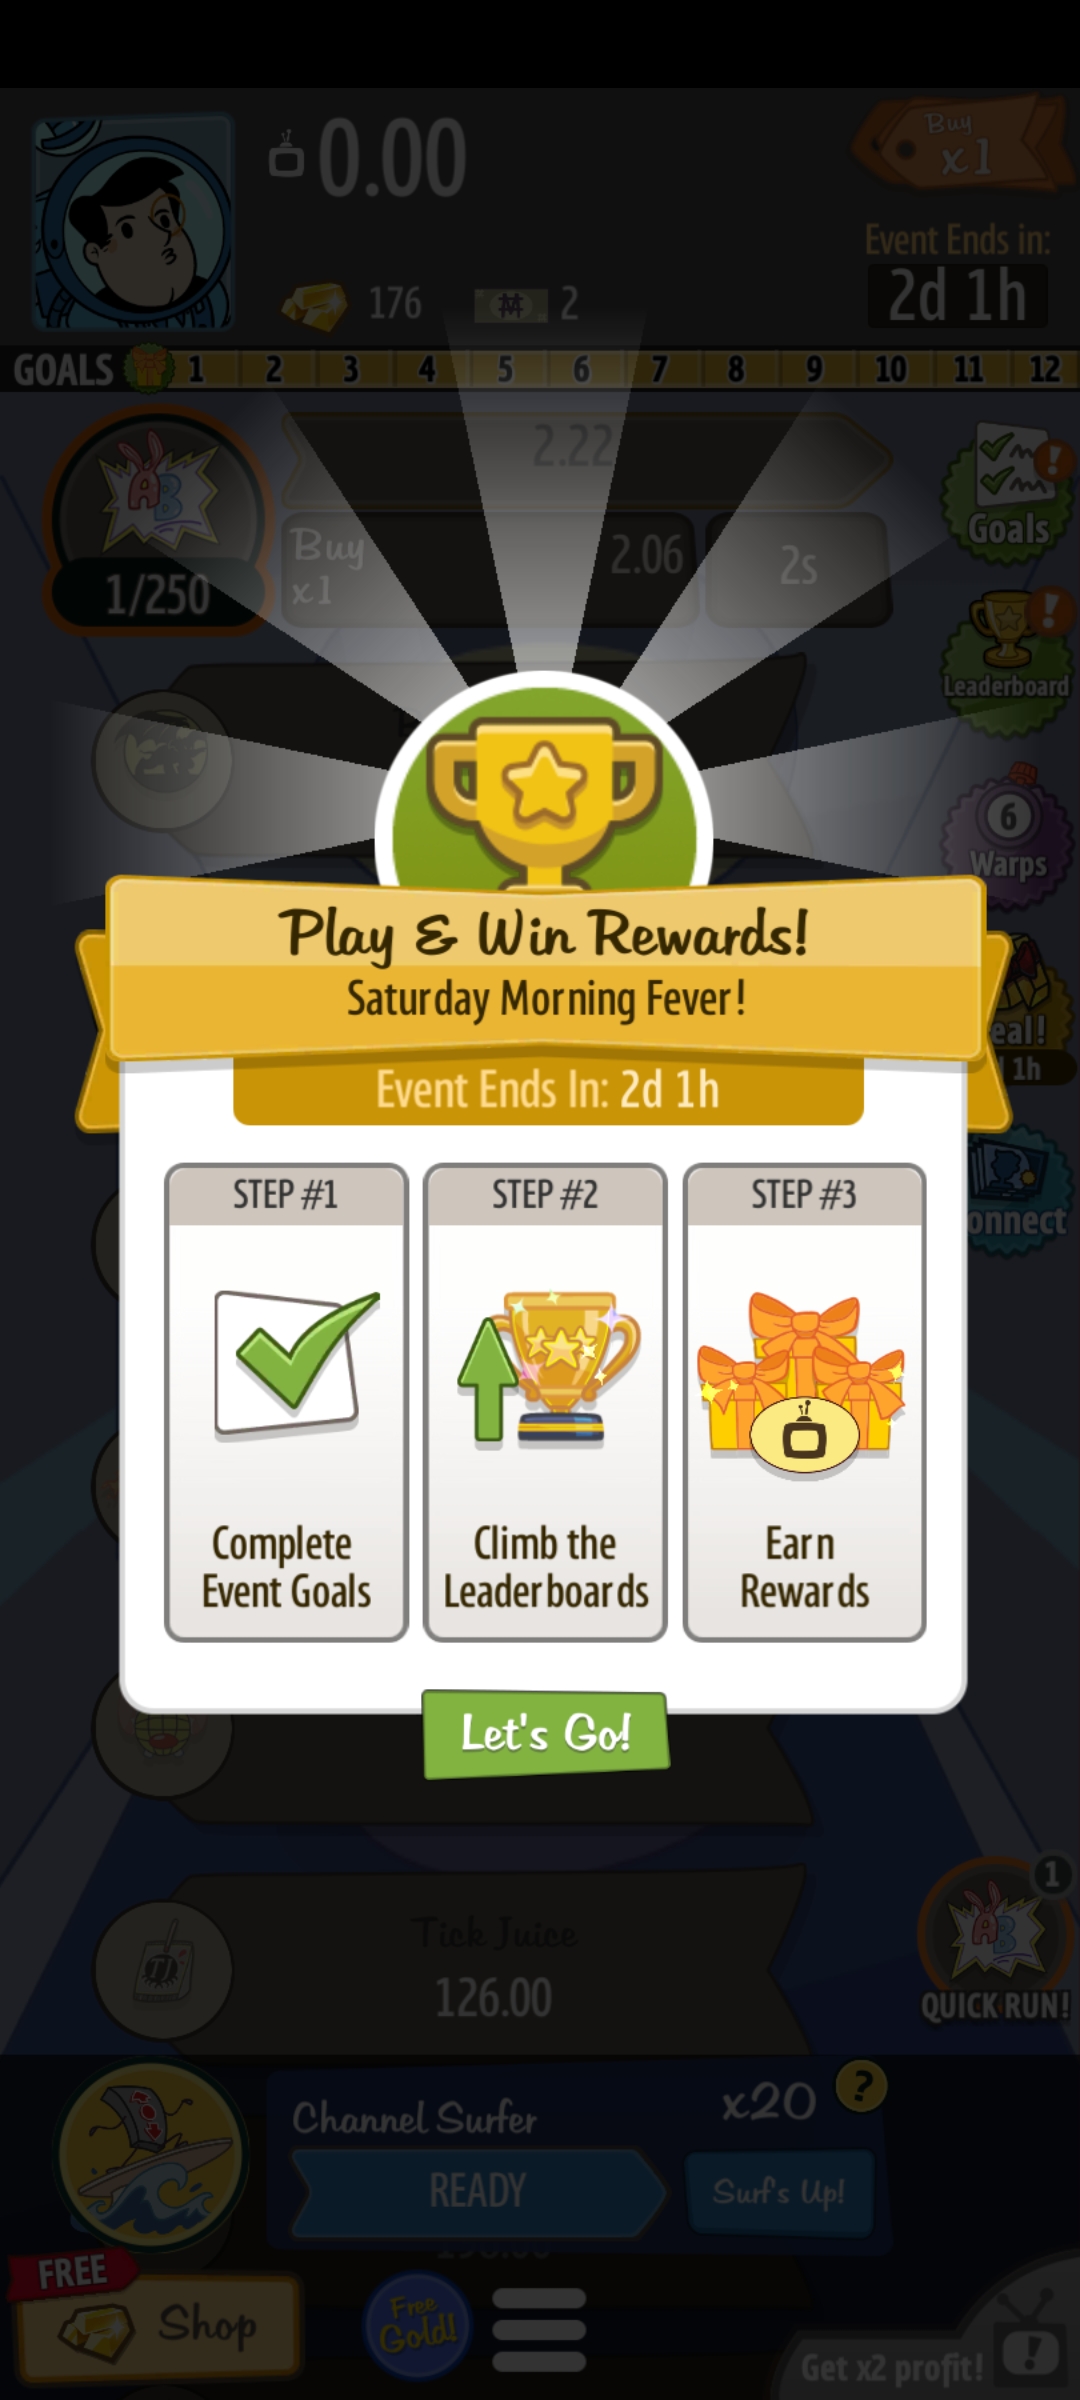 0.00
Buy
x1
Event Ends in:
2d 1h
176
2
GOALS
1 2 3 4 5 6 7 8 9 10 11 12
AB
1/250
2.22
Buy
x1
2.06
2s
Goals
Leaderboard
6
Warps
eal!
1h
onnect
Play & Win Rewards!
Saturday Morning Fever!
Event Ends In: 2d 1h
STEP #1
STEP #2
STEP #3
Complete
Event Goals
Climb the
Leaderboards
Earn
Rewards
Let's Go!
Tick Juice
126.00
TJ
1
AB
QUICK RUN!
Channel Surfer
x20
?
READY
Surf's Up!
FREE
Shop
Free
Gold!
Get x2 profit!